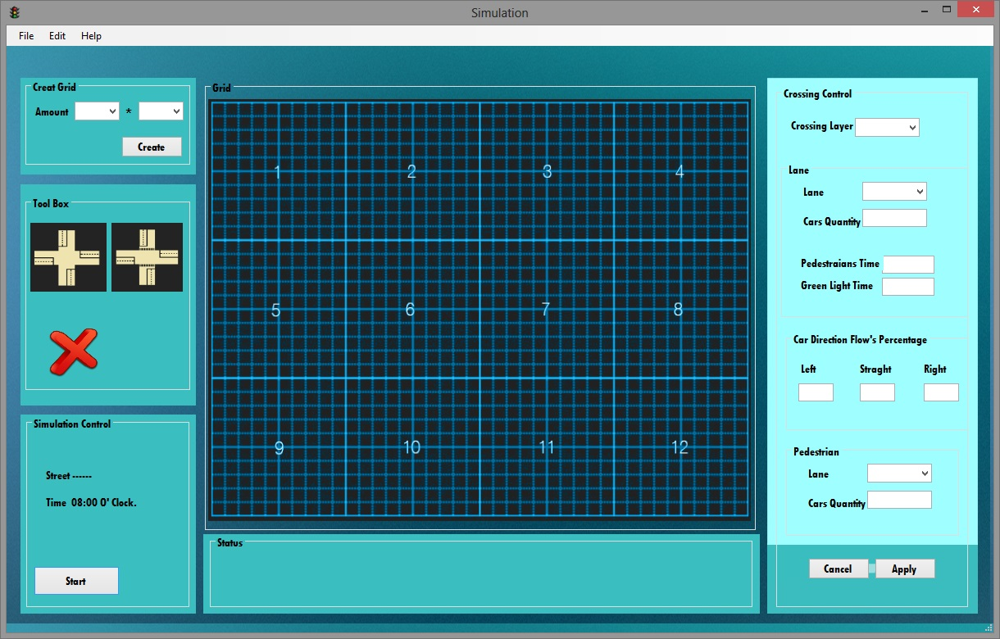 Simulation
File Edit Help
Creat Grid
Amount *
Create
Tool Box
Simulation Control
Street ------
Time 08:00 O' Clock.
Start
Grid
1 2 3 4
5 6 7 8
9 10 11 12
Status
Crossing Control
Crossing Layer
Lane
Lane
Cars Quantity
Pedestraians Time
Green Light Time
Car Direction Flow's Percentage
Left Straght Right
Pedestrian
Lane
Cars Quantity
Cancel Apply